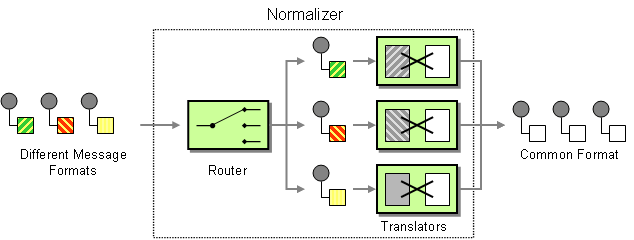 Normalizer
Different Message
Formats
Router
Translators
Common Format